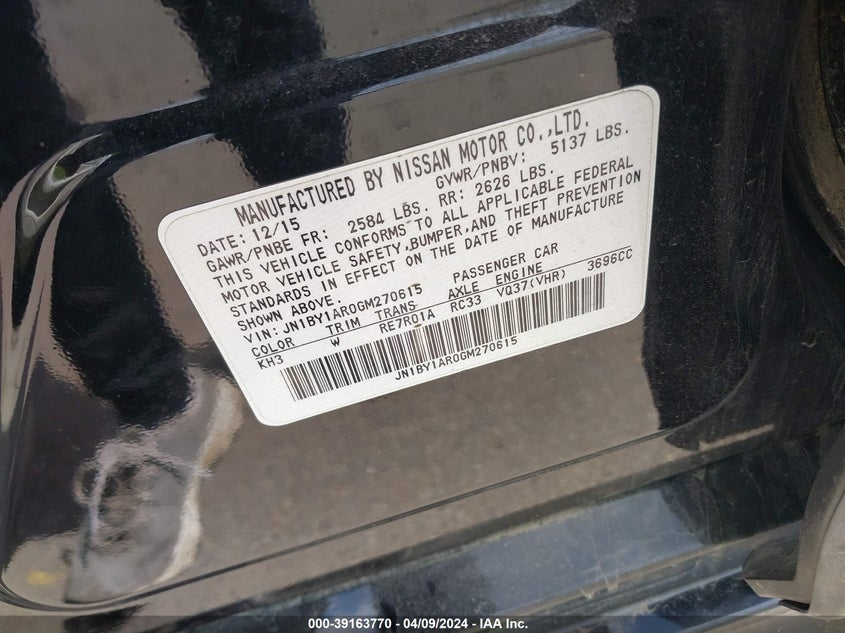 MANUFACTURED BY NISSAN MOTOR CO.,LTD.
DATE: 12/15 GVWR/PNBV: 5137 LBS.
GAWR/PNBE FR: 2584 LBS. RR: 2626 LBS.
THIS VEHICLE CONFORMS TO ALL APPLICABLE FEDERAL
MOTOR VEHICLE SAFETY,BUMPER,AND THEFT PREVENTION
STANDARDS IN EFFECT ON THE DATE OF MANUFACTURE
SHOWN ABOVE.
VIN: JN1BY1AR0GM270615 PASSENGER CAR
COLOR TRIM TRANS AXLE ENGINE
KH3 W RE7R01A RC33 VQ37(VHR) 3696CC
JN1BY1AR0GM270615
000-39163770 - 04/09/2024 - © IAA, Inc.